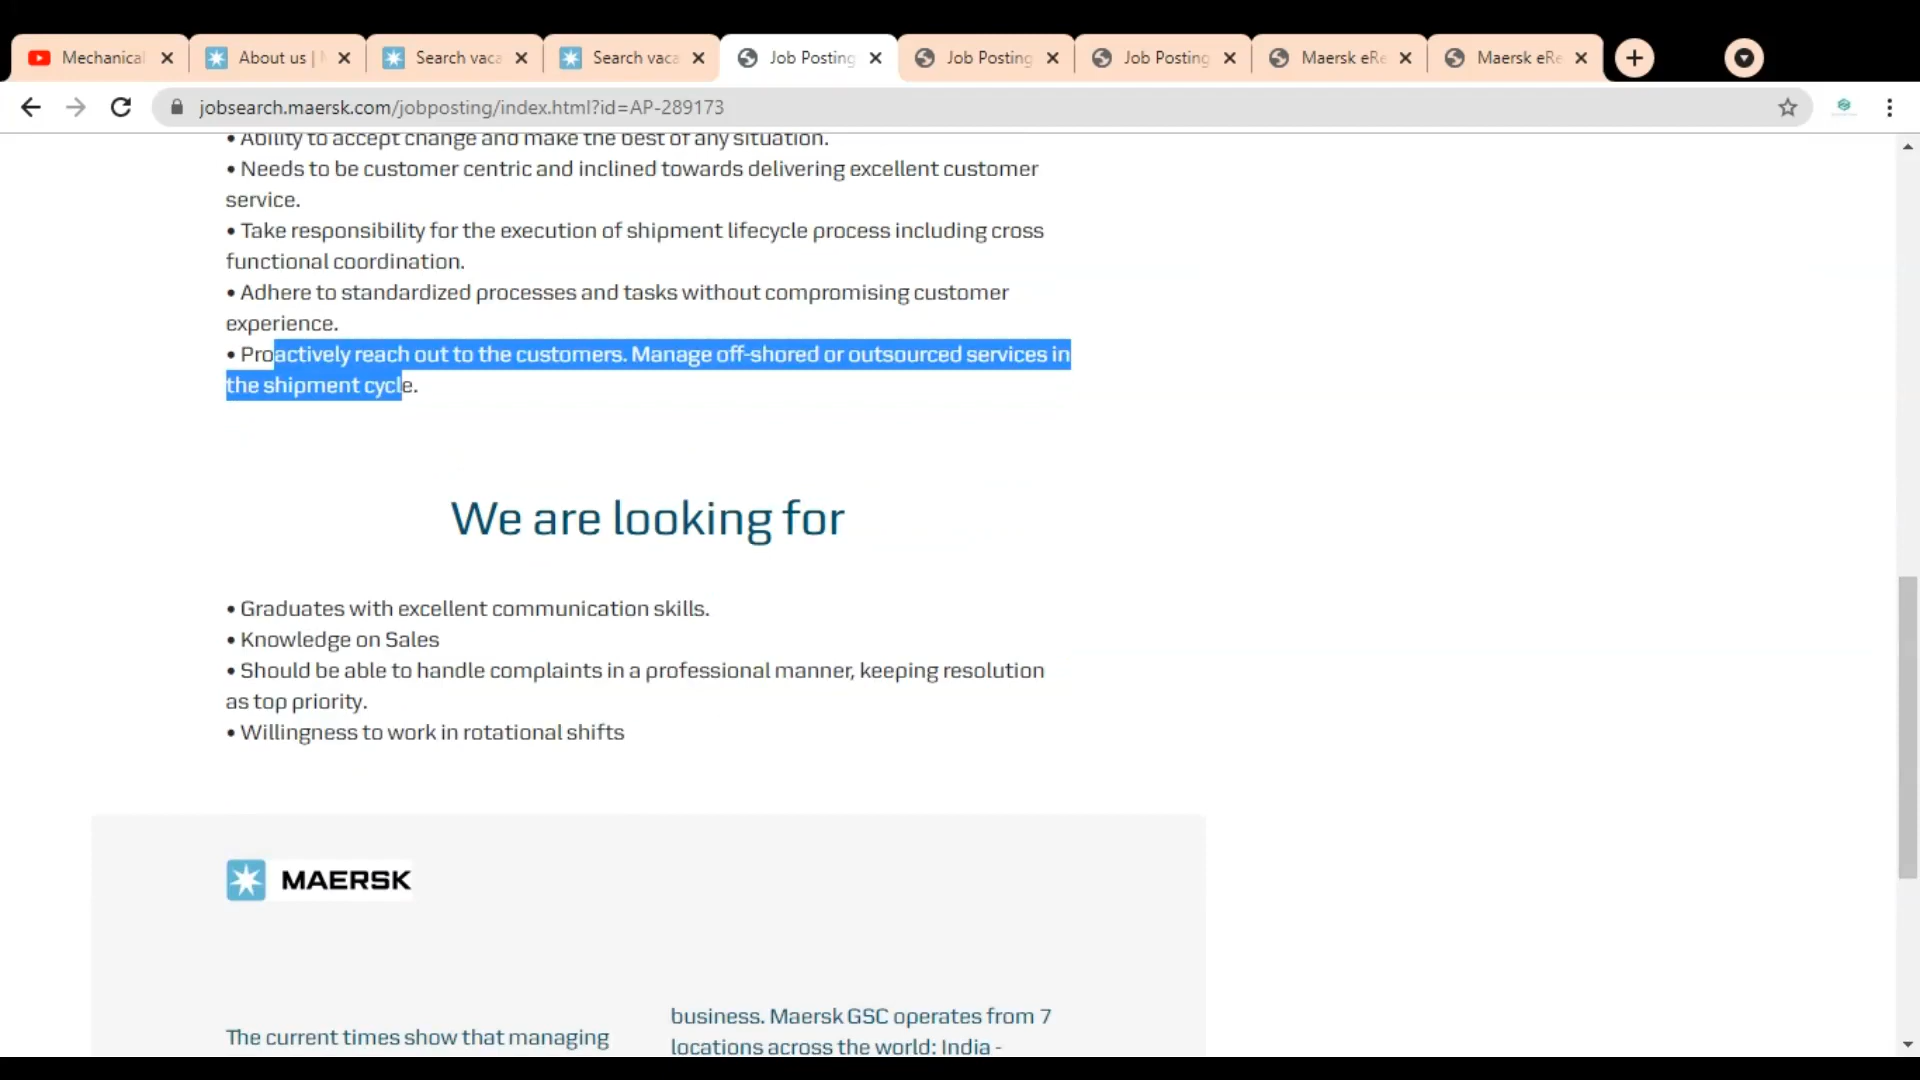 Mechanical
About us |
Search vaca
Search vaca
Job Posting
Job Posting
Job Posting
Maersk eRe
Maersk eRe
jobsearch.maersk.com/jobposting/index.html?id=AP-289173
• Ability to accept change and make the best of any situation.
• Needs to be customer centric and inclined towards delivering excellent customer
service.
• Take responsibility for the execution of shipment lifecycle process including cross
functional coordination.
• Adhere to standardized processes and tasks without compromising customer
experience.
• Proactively reach out to the customers. Manage off-shored or outsourced services in
the shipment cycle.
We are looking for
• Graduates with excellent communication skills.
• Knowledge on Sales
• Should be able to handle complaints in a professional manner, keeping resolution
as top priority.
• Willingness to work in rotational shifts
MAERSK
The current times show that managing
business. Maersk GSC operates from 7
locations across the world: India -